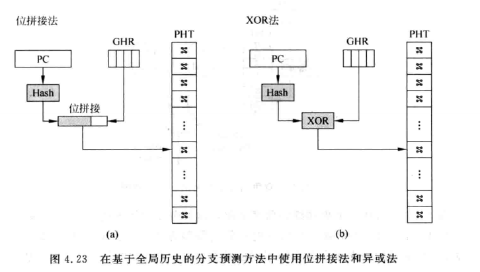 位拼接法
XOR法
GHR
PHT
PC
Hash
位拼接
⋮
⋮
(a)
GHR
PHT
PC
Hash
XOR
⋮
⋮
(b)
图 4.23 在基于全局历史的分支预测方法中使用位拼接法和异或法